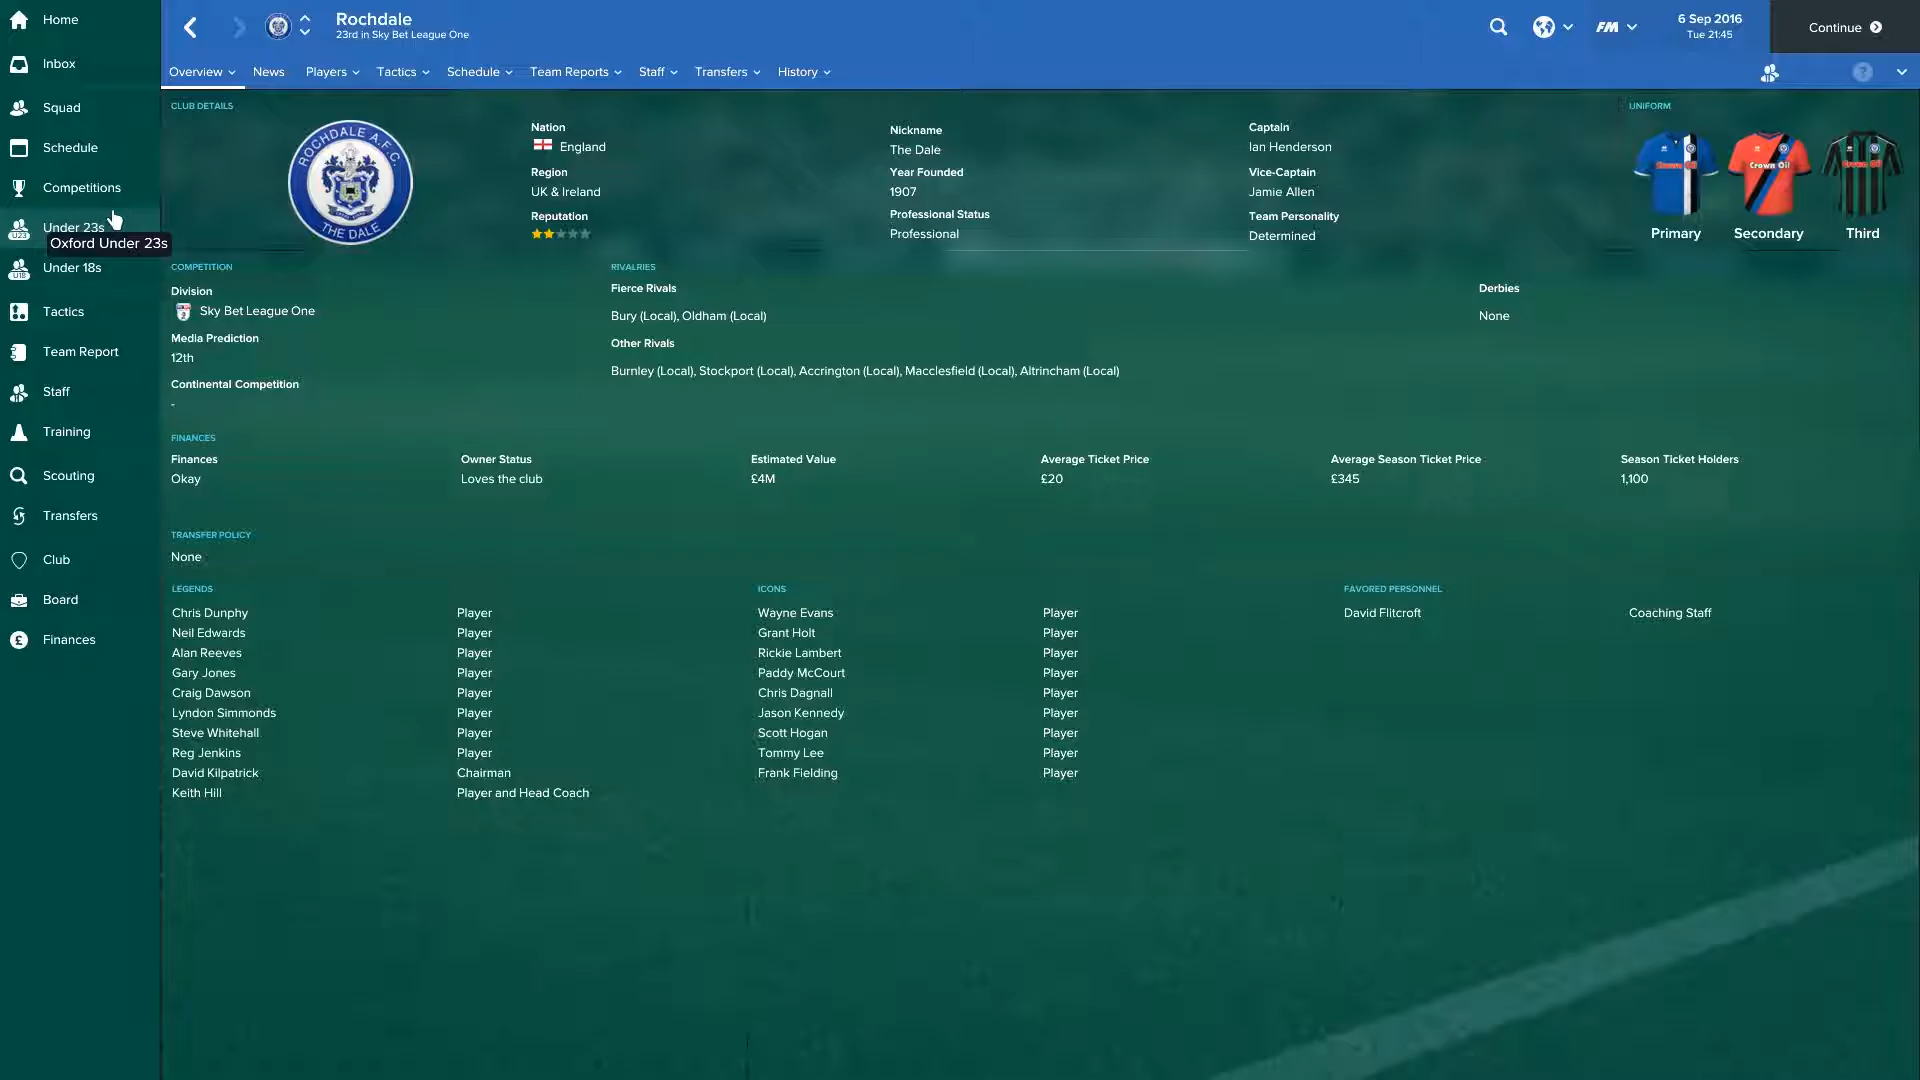 Home
Inbox
Squad
Schedule
Competitions
Under 23s
Oxford Under 23s
Under 18s
Tactics
Team Report
Staff
Training
Scouting
Transfers
Club
Board
Finances
Rochdale
23rd in Sky Bet League One
FM
6 Sep 2016
Tue 21:45
Continue
Overview News Players Tactics Schedule Team Reports Staff Transfers History
CLUB DETAILS
ROCHDALE A.F.C.
THE DALE
Nation
England
Region
UK & Ireland
Reputation
Nickname
The Dale
Year Founded
1907
Professional Status
Professional
Captain
Ian Henderson
Vice-Captain
Jamie Allen
Team Personality
Determined
UNIFORM
Crown Oil Crown Oil Crown Oil
Primary Secondary Third
COMPETITION
Division
Sky Bet League One
Media Prediction
12th
Continental Competition
-
RIVALRIES
Fierce Rivals
Bury (Local), Oldham (Local)
Other Rivals
Burnley (Local), Stockport (Local), Accrington (Local), Macclesfield (Local), Altrincham (Local)
Derbies
None
FINANCES
Finances Owner Status Estimated Value Average Ticket Price Average Season Ticket Price Season Ticket Holders
Okay Loves the club £4M £20 £345 1,100
TRANSFER POLICY
None
LEGENDS
Chris Dunphy Player
Neil Edwards Player
Alan Reeves Player
Gary Jones Player
Craig Dawson Player
Lyndon Simmonds Player
Steve Whitehall Player
Reg Jenkins Player
David Kilpatrick Chairman
Keith Hill Player and Head Coach
ICONS
Wayne Evans Player
Grant Holt Player
Rickie Lambert Player
Paddy McCourt Player
Chris Dagnall Player
Jason Kennedy Player
Scott Hogan Player
Tommy Lee Player
Frank Fielding Player
FAVORED PERSONNEL
David Flitcroft Coaching Staff